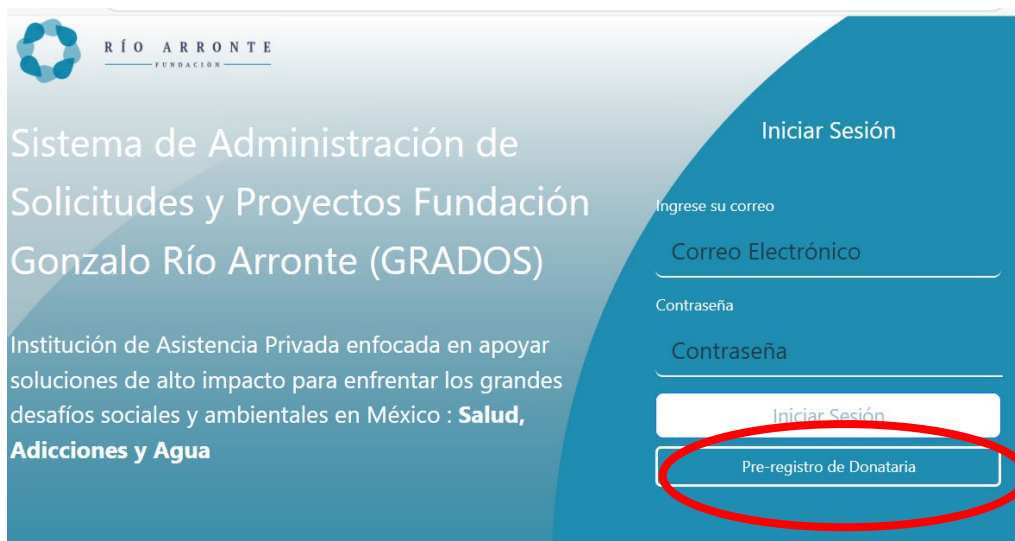 RÍO ARRONTE
FUNDACIÓN
Sistema de Administración de
Solicitudes y Proyectos Fundación
Gonzalo Río Arronte (GRADOS)
Institución de Asistencia Privada enfocada en apoyar
soluciones de alto impacto para enfrentar los grandes
desafíos sociales y ambientales en México : Salud,
Adicciones y Agua
Iniciar Sesión
Ingrese su correo
Correo Electrónico
Contraseña
Contraseña
Iniciar Sesión
Pre-registro de Donataria